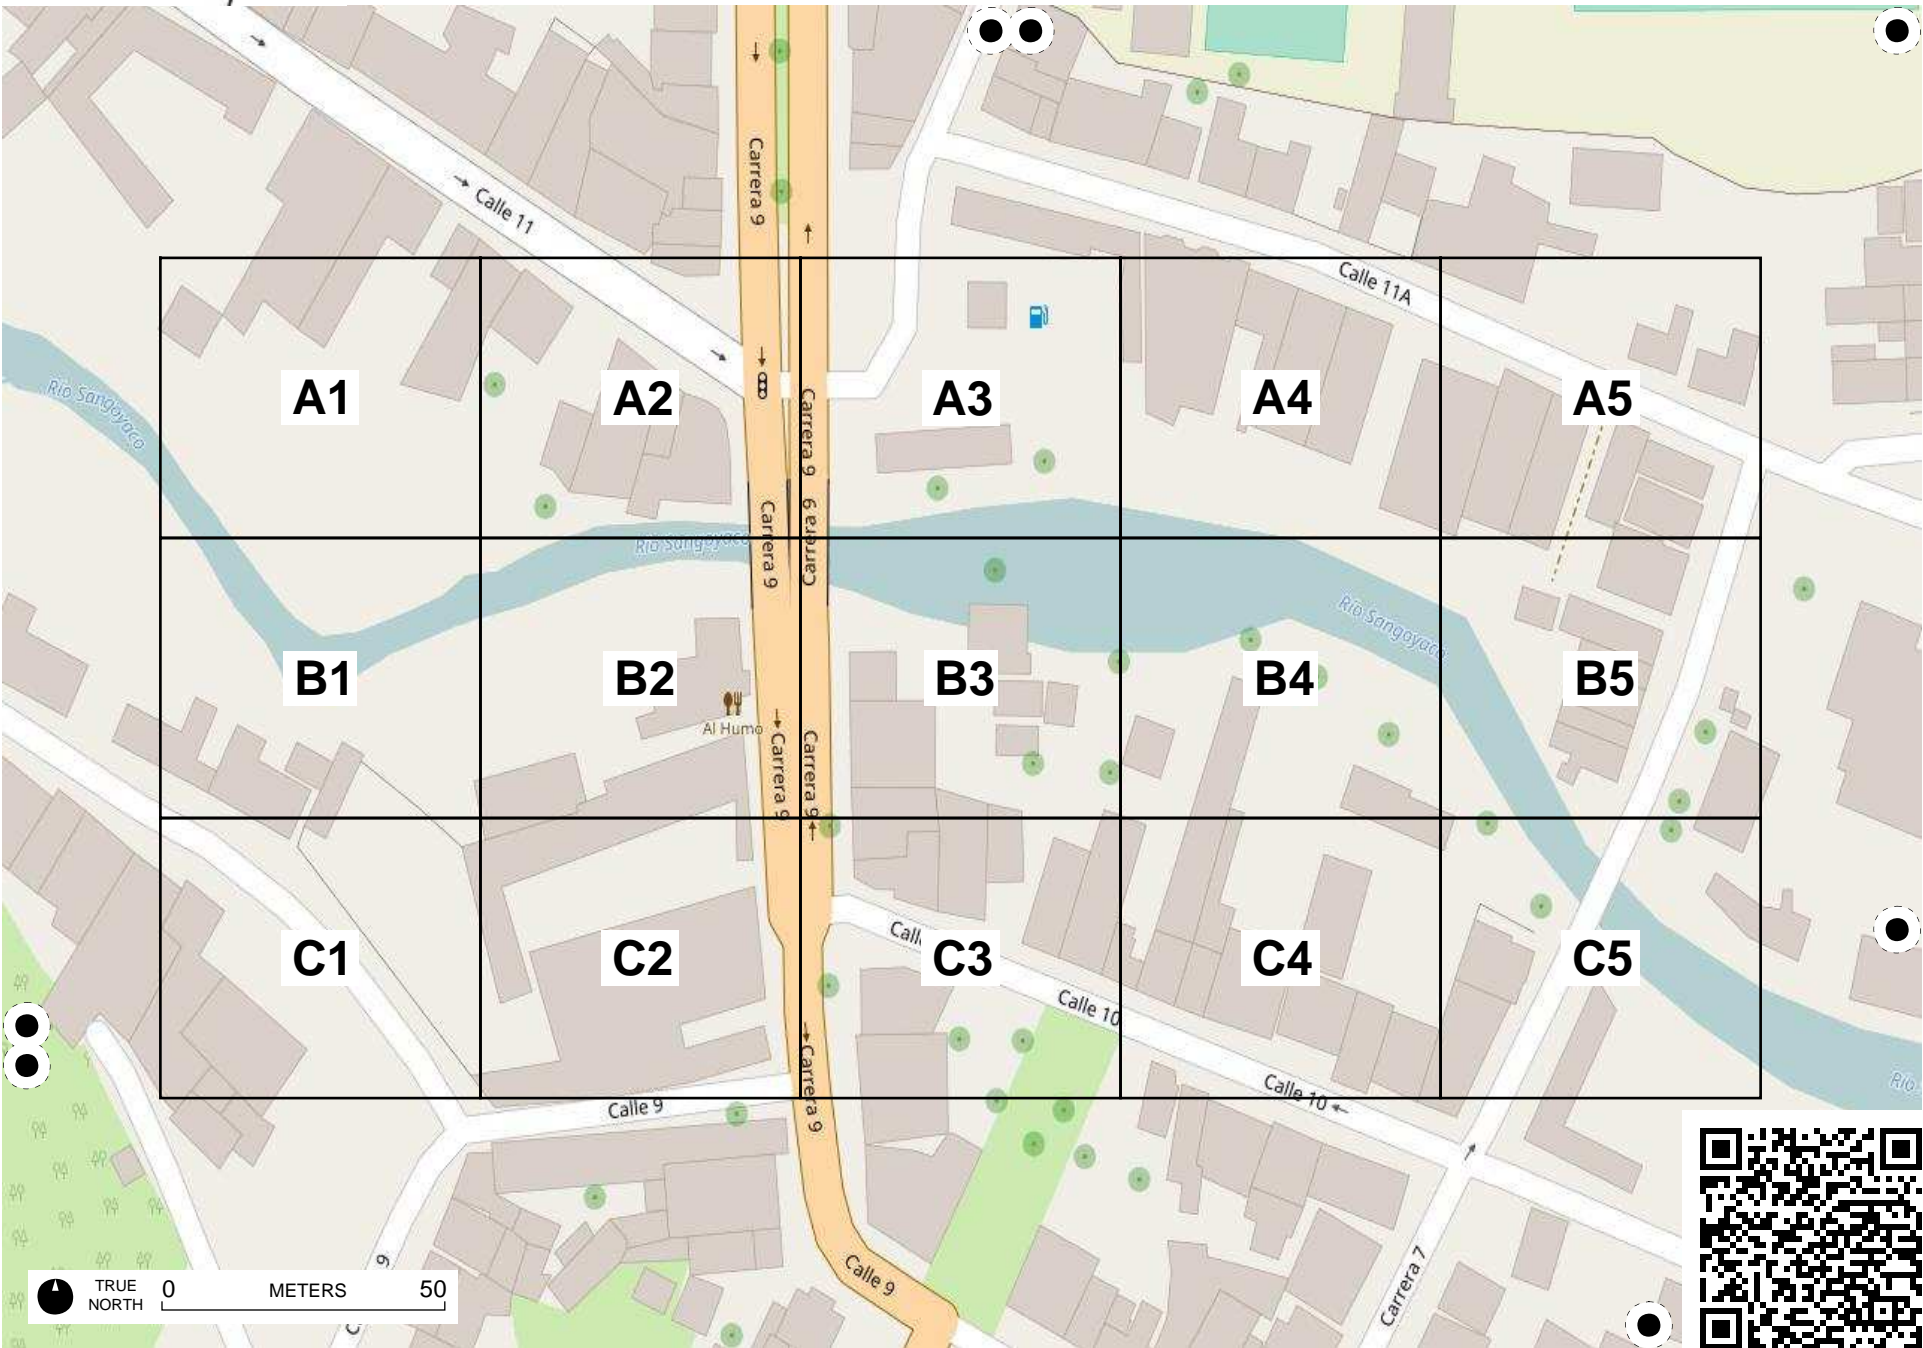 Carrera 9
Calle 11
Calle 11A
A1
A2
A3
A4
A5
Río Sangoyaco
Carrera 9
Carrera 9
Carrera 9
Río Sangoyaco
Río Sangoyaco
B1
B2
B3
B4
B5
Al Humo
Carrera 9
Carrera 9
C1
C2
C3
C4
C5
Calle 10
Carrera 9
Calle 9
Calle 10
Río
Calle 9
Carrera 7
TRUE
NORTH
0 METERS 50